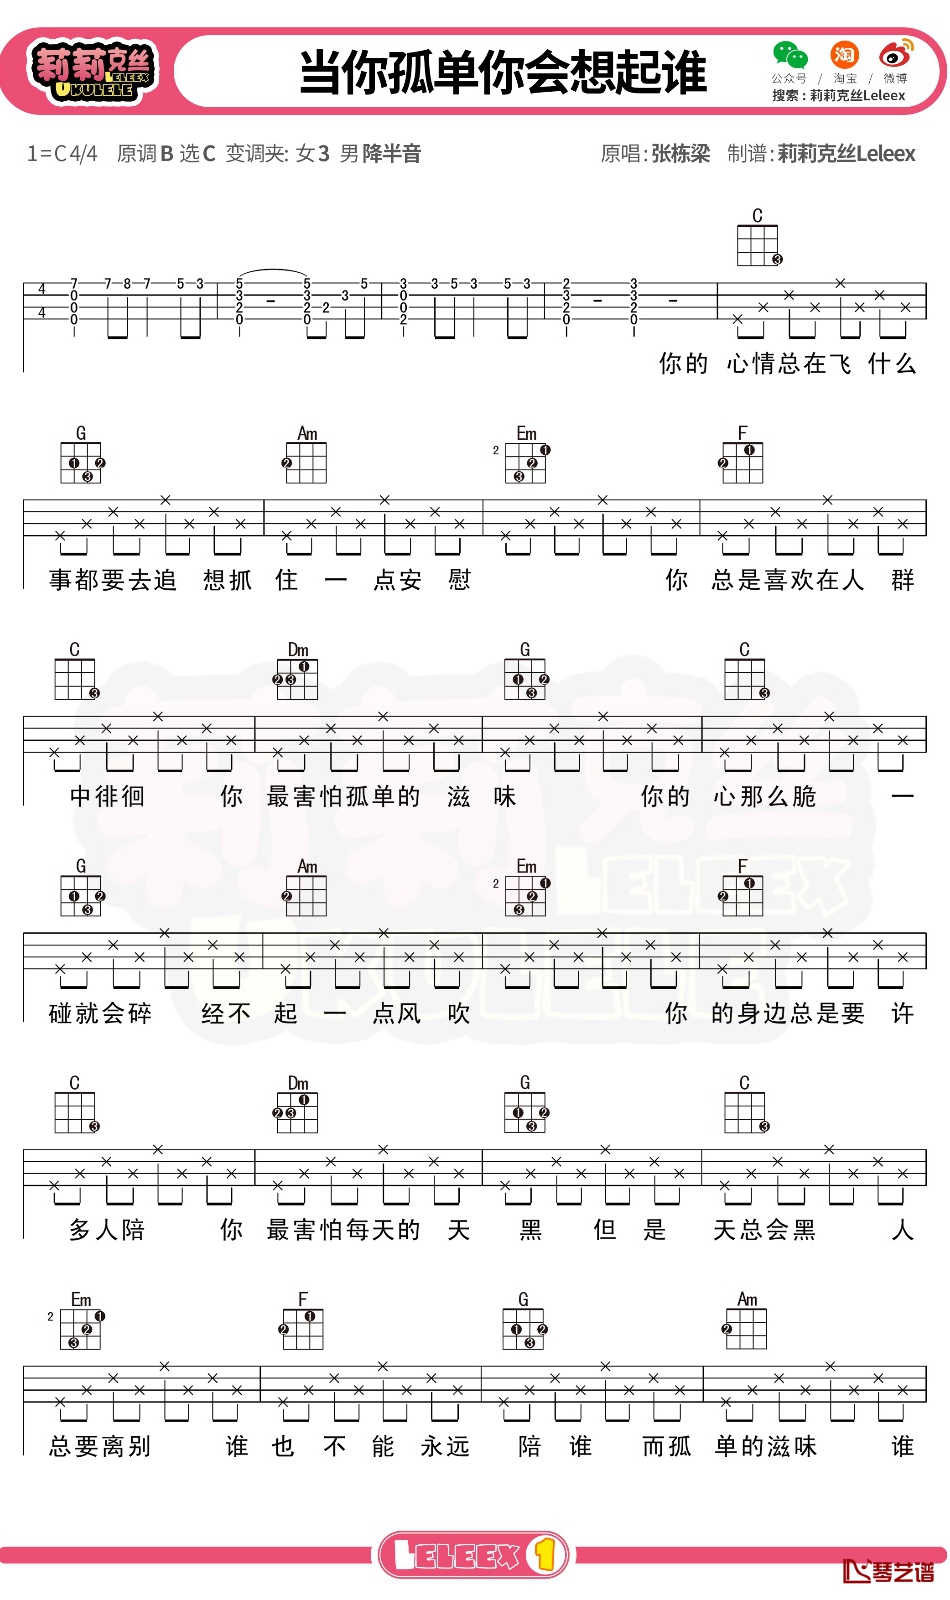 莉莉克丝
LELEEX
UKULELE
当你孤单你会想起谁
公众号 / 淘宝 / 微博
搜索：莉莉克丝Leleex
1=C 4/4 原调B 选C 变调夹: 女3 男降半音
原唱:张栋梁 制谱:莉莉克丝Leleex
C
4 7 0 0 0 7 8 7 5 3 5 3 2 0 - 5 3 2 0 2 3 5 3 0 0 2 3 5 3 5 3 2 3 2 0 - 3 3 2 0 -
4
你的 心情总在飞 什么
G Am Em F
2
事都要去追 想抓 住 一 点安 慰 你 总是喜欢在人 群
C Dm G C
中徘徊 你 最害怕孤单的 滋 味 你的 心那么脆 一
G Am Em F
2
碰就会碎 经不 起 一 点风 吹 你 的身边总是要 许
C Dm G C
多人陪 你 最害怕每天的 天 黑 但 是 天总会黑 人
Em F G Am
2
总要离别 谁 也 不 能 永远 陪 谁 而孤 单的滋味 谁
莉莉克丝
LELEEX
UKULELE
LELEEX 1
琴艺谱